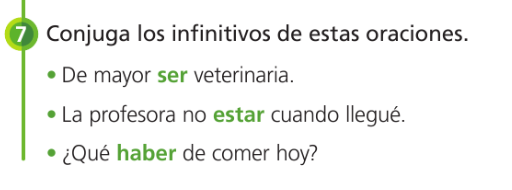 7 Conjuga los infinitivos de estas oraciones.
• De mayor ser veterinaria.
• La profesora no estar cuando llegué.
• ¿Qué haber de comer hoy?